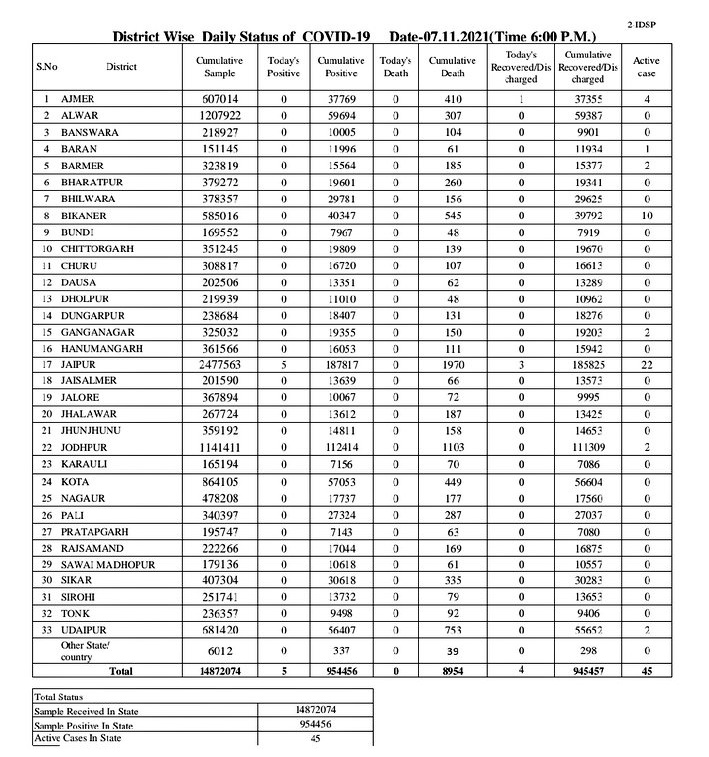 2-IDSP
District Wise Daily Status of COVID-19 Date-07.11.2021(Time 6:00 P.M.)
S.No District Cumulative Sample Today's Positive Cumulative Positive Today's Death Cumulative Death Today's Recovered/Dis charged Cumulative Recovered/Dis charged Active case
1 AJMER 607014 0 37769 0 410 1 37355 4
2 ALWAR 1207922 0 59694 0 307 0 59387 0
3 BANSWARA 218927 0 10005 0 104 0 9901 0
4 BARAN 151145 0 11996 0 61 0 11934 1
5 BARMER 323819 0 15564 0 185 0 15377 2
6 BHARATPUR 379272 0 19601 0 260 0 19341 0
7 BHILWARA 378357 0 29781 0 156 0 29625 0
8 BIKANER 585016 0 40347 0 545 0 39792 10
9 BUNDI 169552 0 7967 0 48 0 7919 0
10 CHITTORGARH 351245 0 19809 0 139 0 19670 0
11 CHURU 308817 0 16720 0 107 0 16613 0
12 DAUSA 202506 0 13351 0 62 0 13289 0
13 DHOLPUR 219939 0 11010 0 48 0 10962 0
14 DUNGARPUR 238684 0 18407 0 131 0 18276 0
15 GANGANAGAR 325032 0 19355 0 150 0 19203 2
16 HANUMANGARH 361566 0 16053 0 111 0 15942 0
17 JAIPUR 2477563 5 187817 0 1970 3 185825 22
18 JAISALMER 201590 0 13639 0 66 0 13573 0
19 JALORE 367894 0 10067 0 72 0 9995 0
20 JHALAWAR 267724 0 13612 0 187 0 13425 0
21 JHUNJHUNU 359192 0 14811 0 158 0 14653 0
22 JODHPUR 1141411 0 112414 0 1103 0 111309 2
23 KARAULI 165194 0 7156 0 70 0 7086 0
24 KOTA 864105 0 57053 0 449 0 56604 0
25 NAGAUR 478208 0 17737 0 177 0 17560 0
26 PALI 340397 0 27324 0 287 0 27037 0
27 PRATAPGARH 195747 0 7143 0 63 0 7080 0
28 RAJSAMAND 222266 0 17044 0 169 0 16875 0
29 SAWAI MADHOPUR 179136 0 10618 0 61 0 10557 0
30 SIKAR 407304 0 30618 0 335 0 30283 0
31 SIROHI 251741 0 13732 0 79 0 13653 0
32 TONK 236357 0 9498 0 92 0 9406 0
33 UDAIPUR 681420 0 56407 0 753 0 55652 2
Other State/ country 6012 0 337 0 39 0 298 0
Total 14872074 5 954456 0 8954 4 945457 45
Total Status
Sample Received In State 14872074
Sample Positive In State 954456
Active Cases In State 45